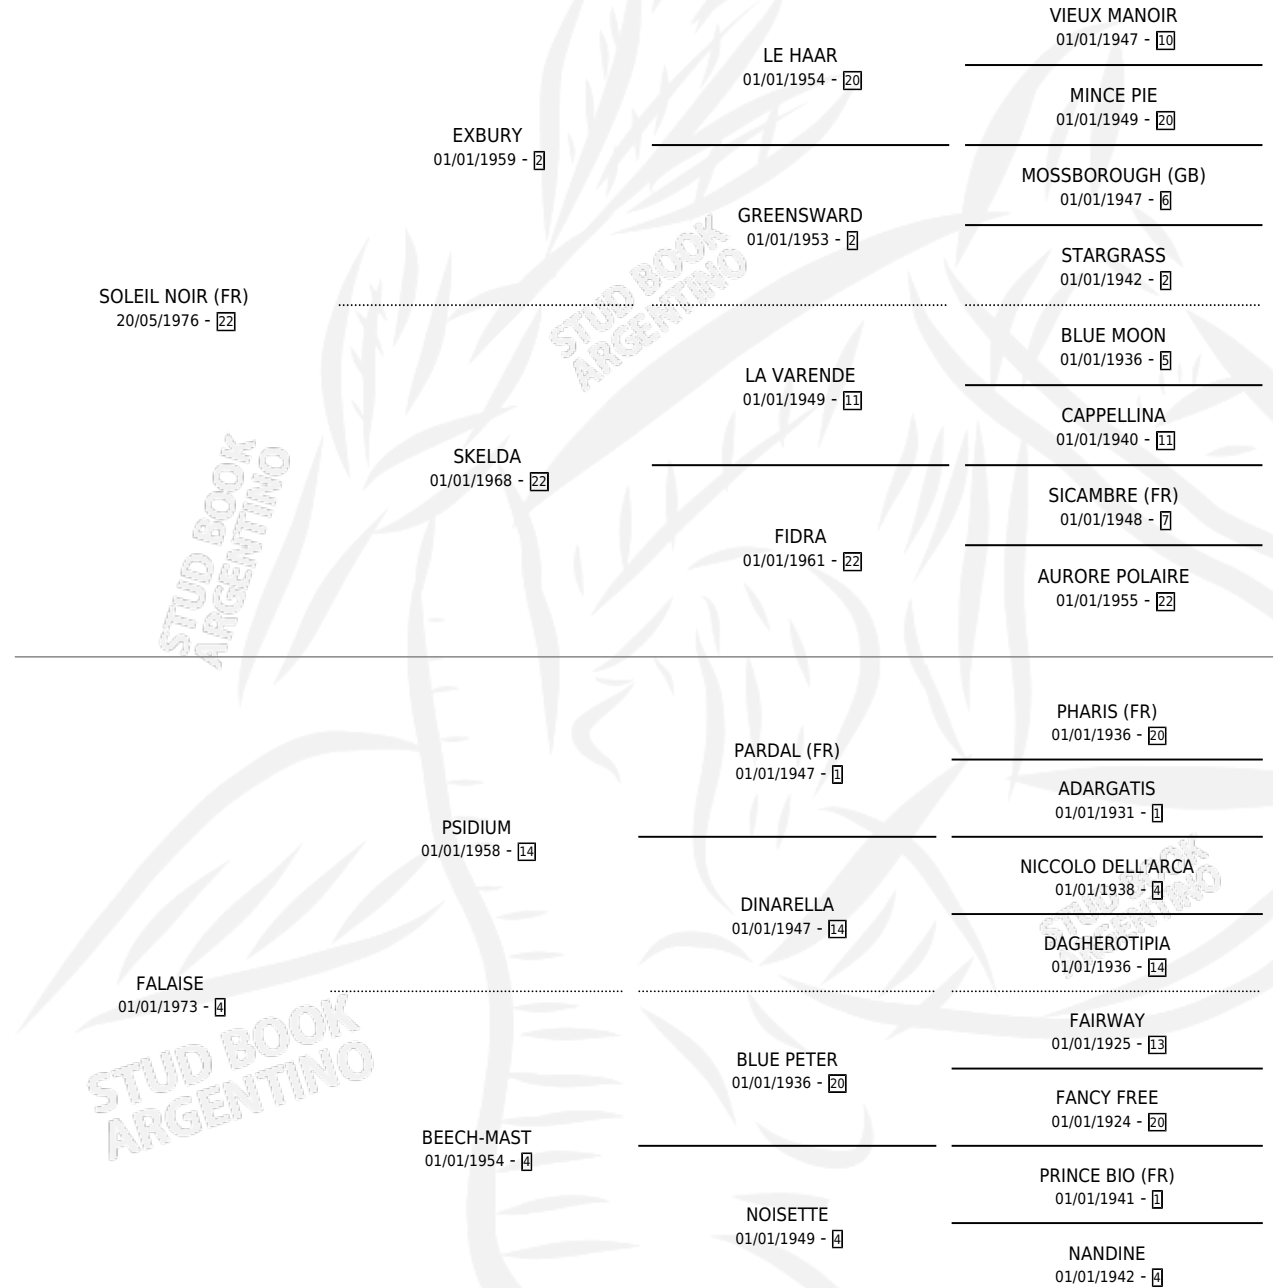 VIEUX MANOIR
01/01/1947 - 10
LE HAAR
01/01/1954 - 20
MINCE PIE
01/01/1949 - 20
EXBURY
01/01/1959 - 2
MOSSBOROUGH (GB)
01/01/1947 - 6
GREENSWARD
01/01/1953 - 2
STARGRASS
01/01/1942 - 2
SOLEIL NOIR (FR)
20/05/1976 - 22
BLUE MOON
01/01/1936 - 5
LA VARENDE
01/01/1949 - 11
CAPPELLINA
01/01/1940 - 11
SKELDA
01/01/1968 - 22
SICAMBRE (FR)
01/01/1948 - 7
FIDRA
01/01/1961 - 22
AURORE POLAIRE
01/01/1955 - 22
STUD BOOK
ARGENTINO
STUD BOOK
ARGENTINO
PHARIS (FR)
01/01/1936 - 20
PARDAL (FR)
01/01/1947 - 1
ADARGATIS
01/01/1931 - 1
PSIDIUM
01/01/1958 - 14
NICCOLO DELL'ARCA
01/01/1938 - 4
DINARELLA
01/01/1947 - 14
DAGHEROTIPIA
01/01/1936 - 14
STUD BOOK
ARGENTINO
FALAISE
01/01/1973 - 4
FAIRWAY
01/01/1925 - 13
BLUE PETER
01/01/1936 - 20
FANCY FREE
01/01/1924 - 20
BEECH-MAST
01/01/1954 - 4
PRINCE BIO (FR)
01/01/1941 - 1
NOISETTE
01/01/1949 - 4
NANDINE
01/01/1942 - 4
STUD BOOK
ARGENTINO